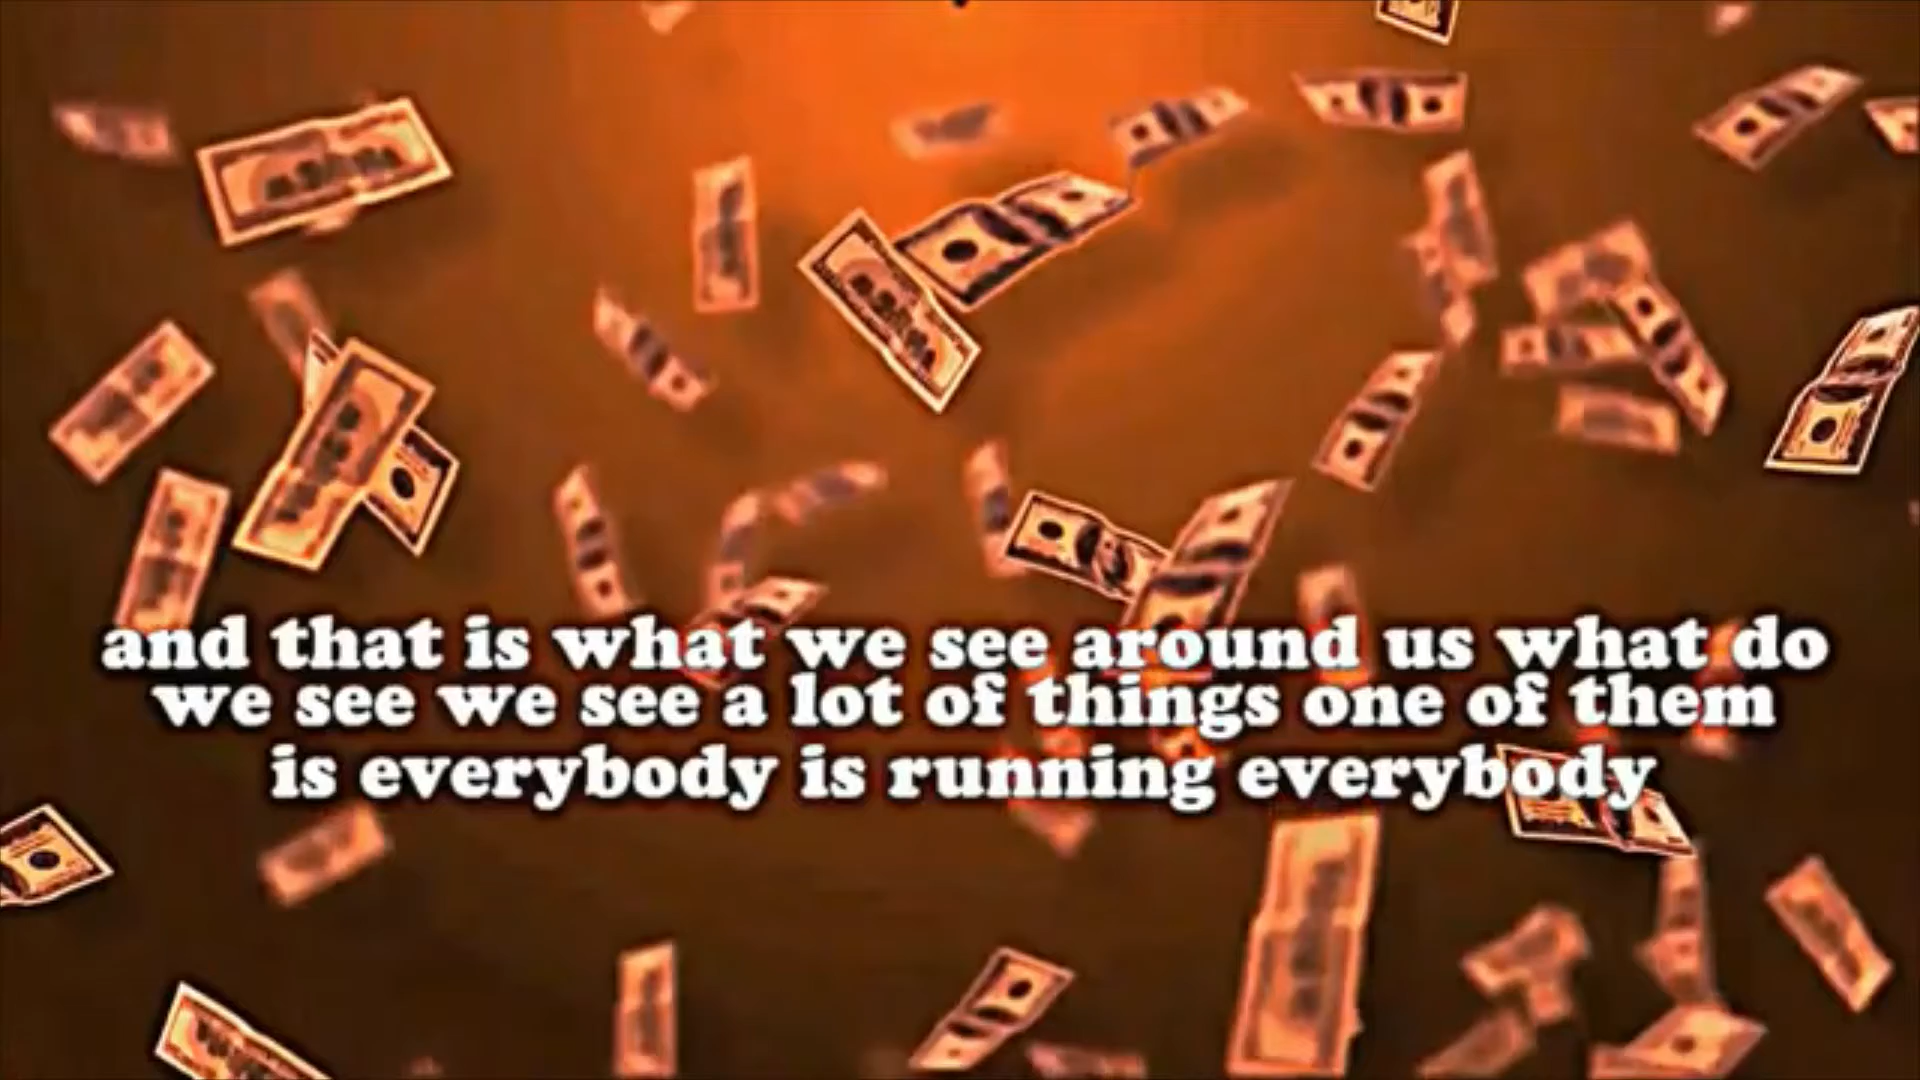 and that is what we see around us what do
we see we see a lot of things one of them
is everybody is running everybody